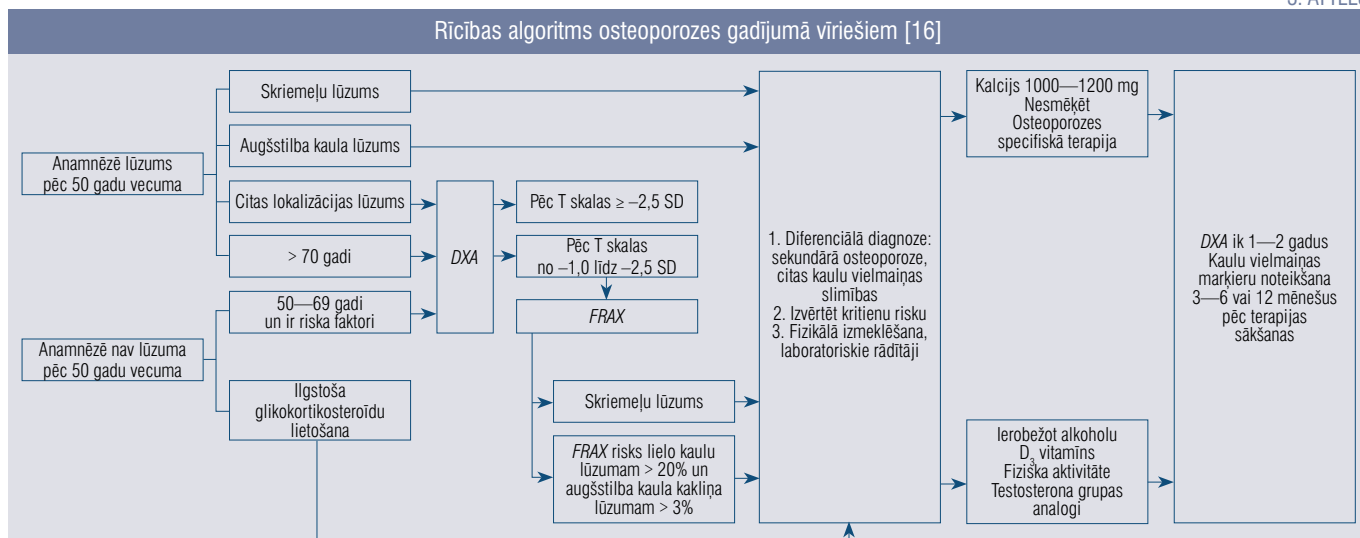 Rīcības algoritms osteoporozes gadījumā vīriešiem [16]
Anamnēzē lūzums
pēc 50 gadu vecuma
Anamnēzē nav lūzuma
pēc 50 gadu vecuma
Skriemeļu lūzums
Augšstilba kaula lūzums
Citas lokalizācijas lūzums
> 70 gadi
50—69 gadi
un ir riska faktori
Ilgstoša
glikokortikosteroīdu
lietošana
DXA
Pēc T skalas ≥ –2,5 SD
Pēc T skalas
no –1,0 līdz –2,5 SD
FRAX
Skriemeļu lūzums
FRAX risks lielo kaulu
lūzumam > 20% un
augšstilba kaula kakliņa
lūzumam > 3%
1. Diferenciālā diagnoze:
sekundārā osteoporoze,
citas kaulu vielmaiņas
slimības
2. Izvērtēt kritienu risku
3. Fizikālā izmeklēšana,
laboratoriskie rādītāji
Kalcijs 1000—1200 mg
Nesmēķēt
Osteoporozes
specifiskā terapija
Ierobežot alkoholu
D₃ vitamīns
Fiziska aktivitāte
Testosterona grupas
analogi
DXA ik 1—2 gadus
Kaulu vielmaiņas
marķieru noteikšana
3—6 vai 12 mēnešus
pēc terapijas
sākšanas